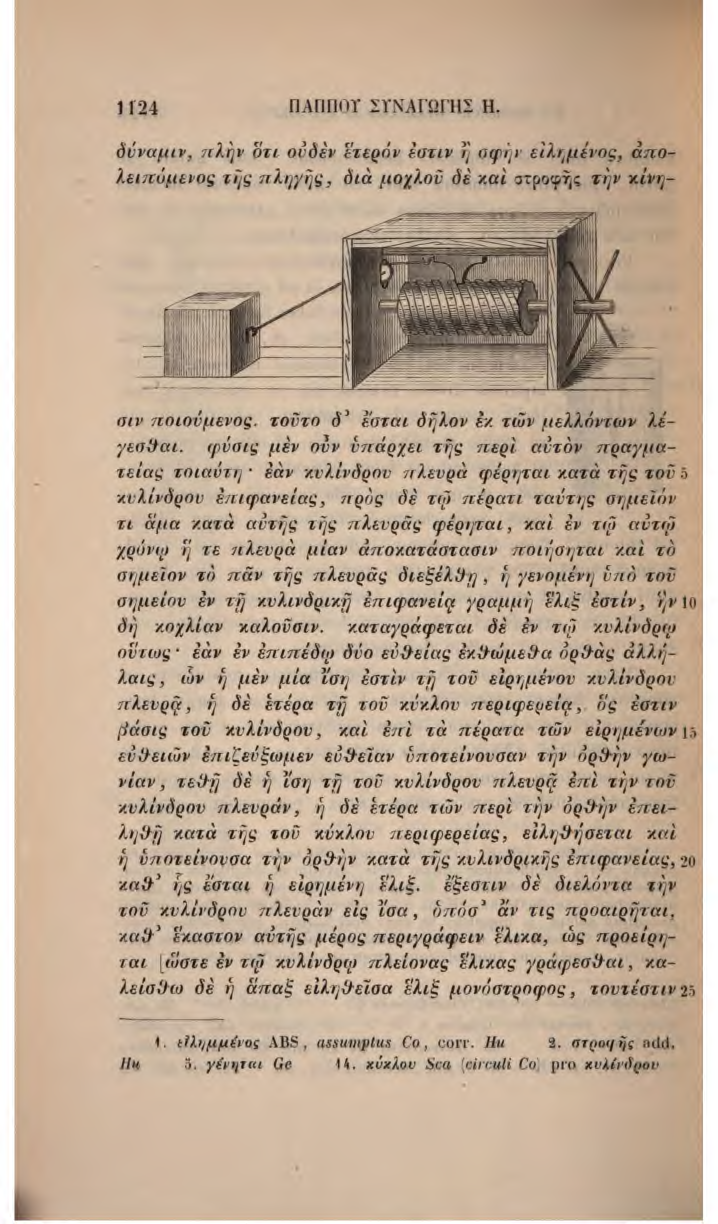 1124 ΠΑΠΠΟΥ ΣΥΝΑΓΩΓΗΣ Η.
δύναμιν, πλὴν ὅτι οὐδὲν ἕτερόν ἐστιν ἢ σφὴν εἰλημένος, ἀπο-
λειπόμενος τῆς πληγῆς, διὰ μοχλοῦ δὲ καὶ στροφῆς τὴν κίνη-
σιν ποιούμενος. τοῦτο δ' ἔσται δῆλον ἐκ τῶν μελλόντων λέ-
γεσθαι. φύσις μὲν οὖν ὑπάρχει τῆς περὶ αὐτὸν πραγμα-
τείας τοιαύτη· ἐὰν κυλίνδρου πλευρὰ φέρηται κατὰ τῆς τοῦ 5
κυλίνδρου ἐπιφανείας, πρὸς δὲ τῷ πέρατι ταύτης σημεῖόν
τι ἅμα κατὰ αὐτῆς τῆς πλευρᾶς φέρηται, καὶ ἐν τῷ αὐτῷ
χρόνῳ ἥ τε πλευρὰ μίαν ἀποκατάστασιν ποιήσηται καὶ τὸ
σημεῖον τὸ πᾶν τῆς πλευρᾶς διεξέλθῃ, ἡ γενομένη ὑπὸ τοῦ
σημείου ἐν τῇ κυλινδρικῇ ἐπιφανείᾳ γραμμὴ ἕλιξ ἐστίν, ἣν 10
δὴ κοχλίαν καλοῦσιν. καταγράφεται δὲ ἐν τῷ κυλίνδρῳ
οὕτως· ἐὰν ἐν ἐπιπέδῳ δύο εὐθείας ἐκθώμεθα ὀρθὰς ἀλλή-
λαις, ὧν ἡ μὲν μία ἴση ἐστὶν τῇ τοῦ εἰρημένου κυλίνδρου
πλευρᾷ, ἡ δὲ ἑτέρα τῇ τοῦ κύκλου περιφερείᾳ, ὅς ἐστιν
βάσις τοῦ κυλίνδρου, καὶ ἐπὶ τὰ πέρατα τῶν εἰρημένων 15
εὐθειῶν ἐπιζεύξωμεν εὐθεῖαν ὑποτείνουσαν τὴν ὀρθὴν γω-
νίαν, τεθῇ δὲ ἡ ἴση τῇ τοῦ κυλίνδρου πλευρᾷ ἐπὶ τὴν τοῦ
κυλίνδρου πλευράν, ἡ δὲ ἑτέρα τῶν περὶ τὴν ὀρθὴν ἐπει-
ληθῇ κατὰ τῆς τοῦ κύκλου περιφερείας, εἰληθήσεται καὶ
ἡ ὑποτείνουσα τὴν ὀρθὴν κατὰ τῆς κυλινδρικῆς ἐπιφανείας, 20
καθ' ἧς ἔσται ἡ εἰρημένη ἕλιξ. ἔξεστιν δὲ διελόντα τὴν
τοῦ κυλίνδρου πλευρὰν εἰς ἴσα, ὁπόσ' ἄν τις προαιρῆται,
καθ' ἕκαστον αὐτῆς μέρος περιγράφειν ἕλικα, ὡς προείρη-
ται [ὥστε ἐν τῷ κυλίνδρῳ πλείονας ἕλικας γράφεσθαι, κα-
λείσθω δὲ ἡ ἅπαξ εἰληθεῖσα ἕλιξ μονόστροφος, τουτέστιν 25
1. εἰλημμένος ABS, assumptus Co, corr. Hu 2. στροφῆς add.
Hu 5. γένηται Ge 14. κύκλου Sca (circuli Co) pro κυλίνδρου